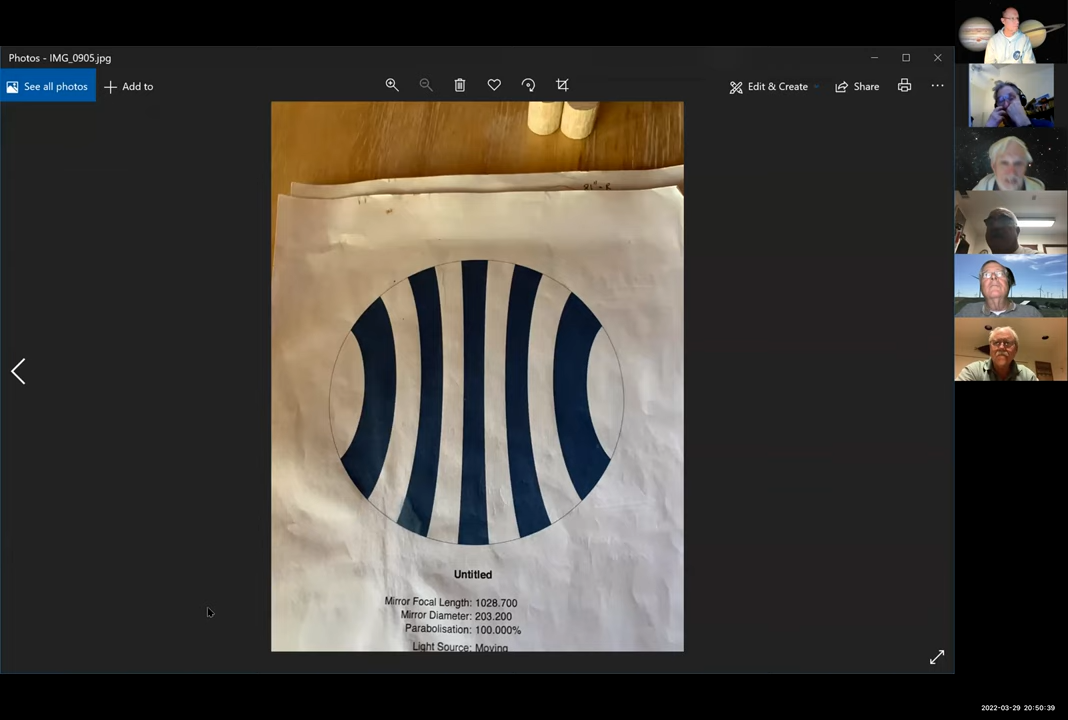 Photos - IMG_0905.jpg
See all photos
Add to
Edit & Create
Share
Untitled
Mirror Focal Length: 1028.700
Mirror Diameter: 203.200
Parabolisation: 100.000%
Light Source: Moving
2022-03-29 20:50:39